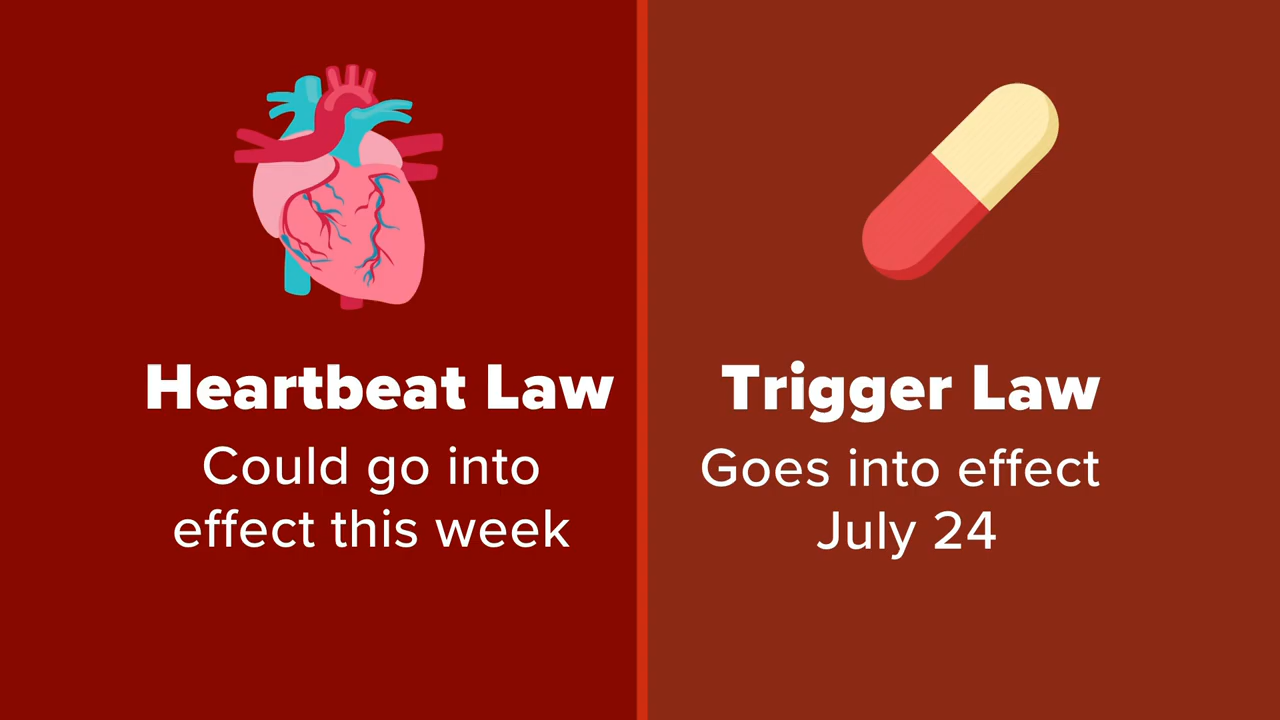 Heartbeat Law
Could go into
effect this week
Trigger Law
Goes into effect
July 24